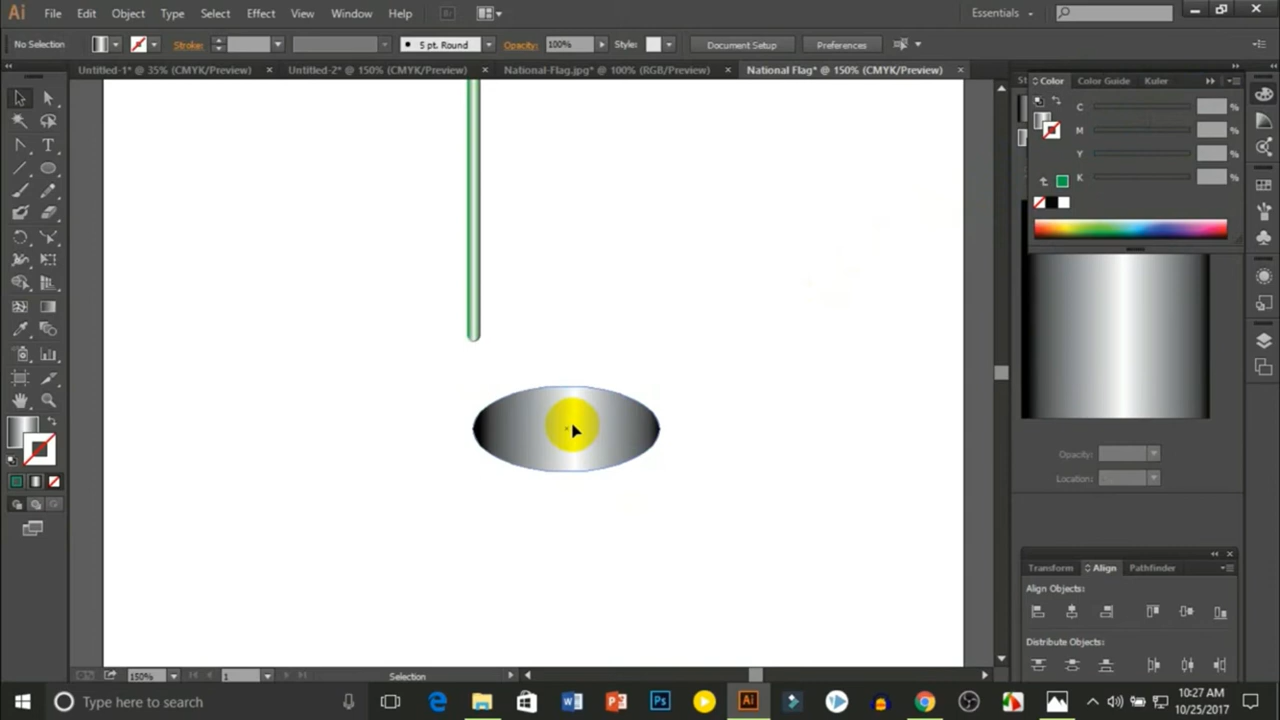 Ai File Edit Object Type Select Effect View Window Help Br Essentials
No Selection Stroke: 5 pt. Round Opacity: 100% Style: Document Setup Preferences
Untitled-1* @ 35% (CMYK/Preview) × Untitled-2* @ 150% (CMYK/Preview) × National-Flag.jpg* @ 100% (RGB/Preview) × National Flag* @ 150% (CMYK/Preview) ×
Color Color Guide Kuler
C %
M %
Y %
K %
Opacity:
Location:
Transform Align Pathfinder
Align Objects:
Distribute Objects:
150% 1 Selection
Type here to search 10:27 AM
10/25/2017